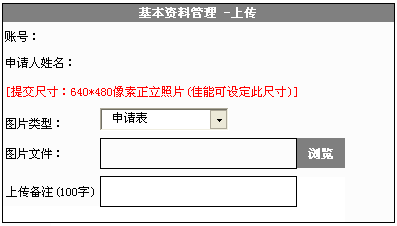 基本资料管理 -上传
账号：
申请人姓名：
[提交尺寸：640*480像素正立照片(佳能可设定此尺寸)]
图片类型： 申请表
图片文件： 浏览
上传备注(100字)